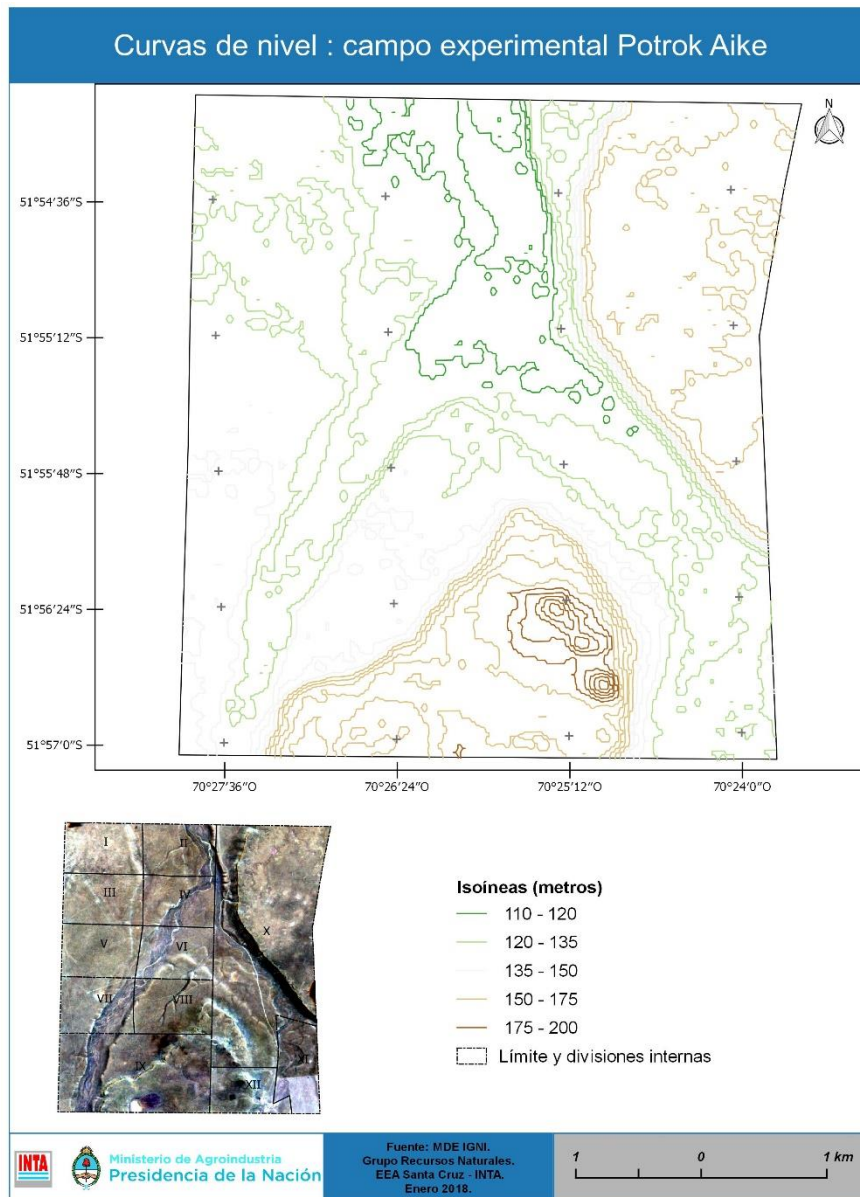 Curvas de nivel : campo experimental Potrok Aike
N
51°54′36″S
51°55′12″S
51°55′48″S
51°56′24″S
51°57′0″S
70°27′36″O
70°26′24″O
70°25′12″O
70°24′0″O
I
II
III
IV
V
VI
X
VII
VIII
IX
XI
XII
Isoíneas (metros)
110 - 120
120 - 135
135 - 150
150 - 175
175 - 200
Límite y divisiones internas
INTA
Ministerio de Agroindustria
Presidencia de la Nación
Fuente: MDE IGNI.
Grupo Recursos Naturales.
EEA Santa Cruz - INTA.
Enero 2018.
1 0 1 km